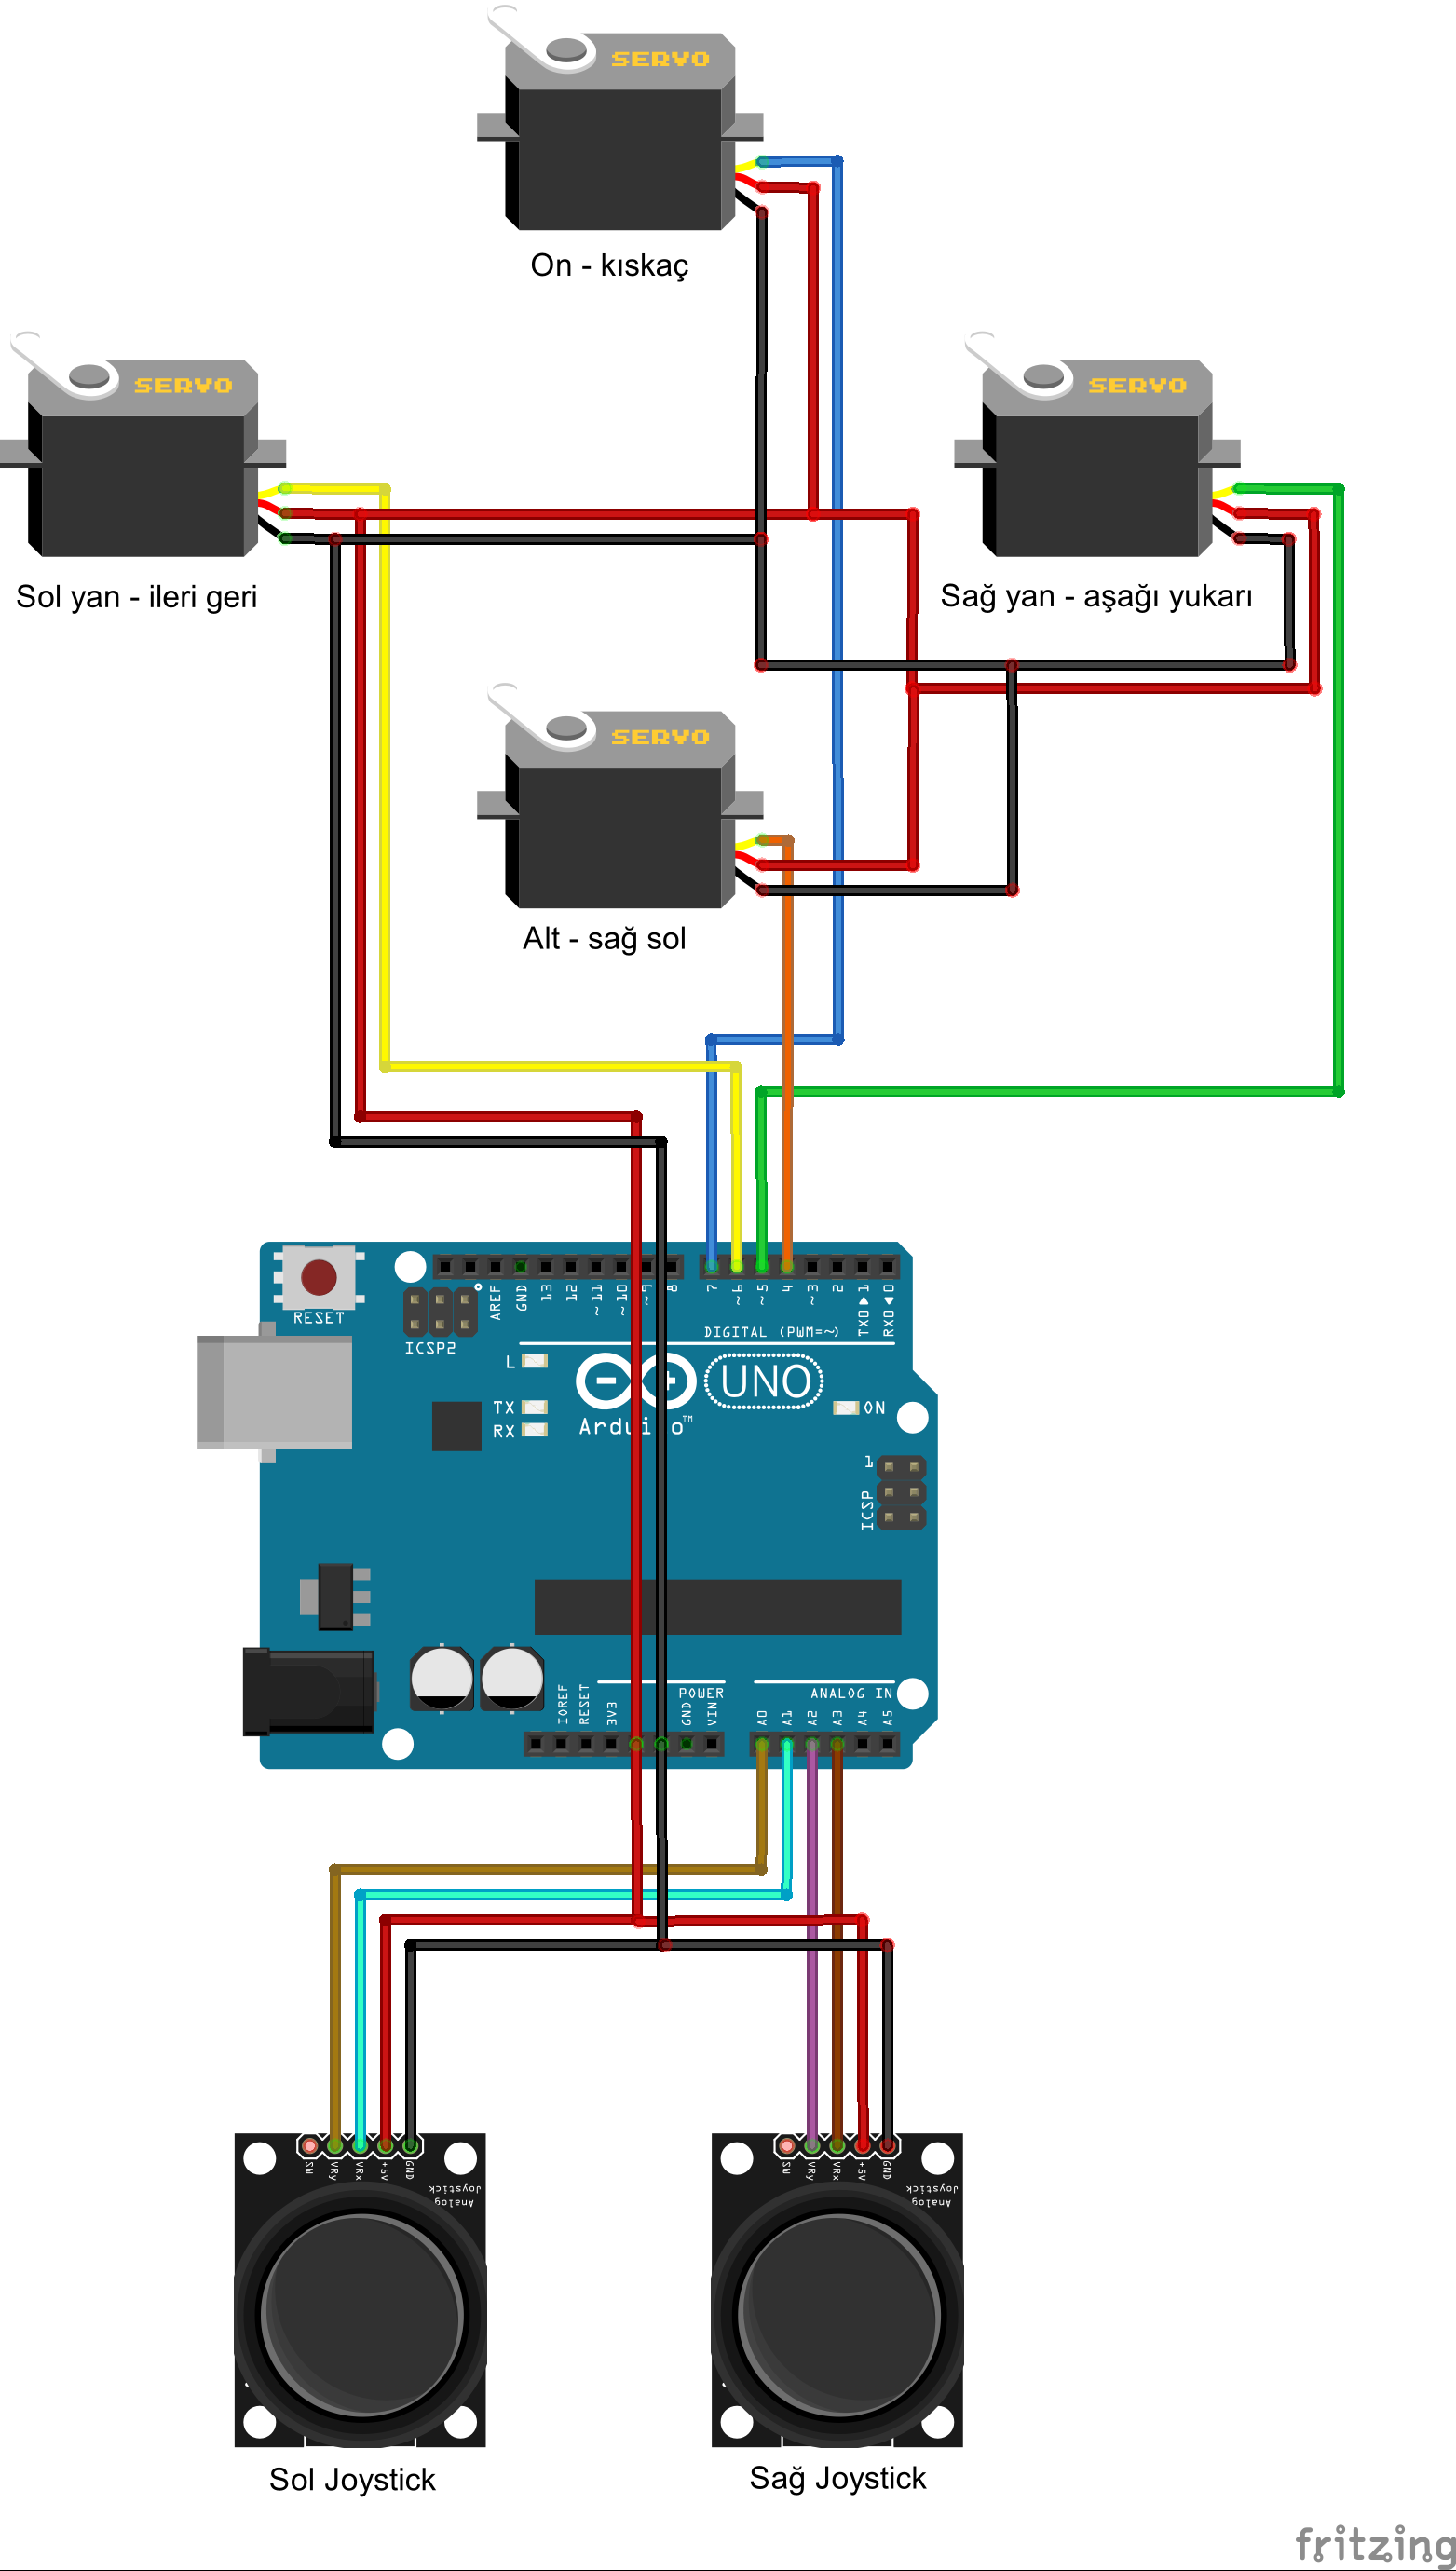 SERVO
Ön - kıskaç
SERVO
SERVO
Sol yan - ileri geri
Sağ yan - aşağı yukarı
SERVO
Alt - sağ sol
RESET
ICSP2
AREF
GND
13
12
~11
~10
~9
8
7
~6
~5
4
~3
2
TX0▶1
RX0◀0
DIGITAL (PWM=~)
L
TX
RX
Arduino™
UNO
ON
1
ICSP
IOREF
RESET
3V3
POWER
GND
VIN
ANALOG IN
A0
A1
A2
A3
A4
A5
SW
VRy
VRx
+5V
GND
Analog
Joystick
SW
VRy
VRx
+5V
GND
Analog
Joystick
Sol Joystick
Sağ Joystick
fritzing